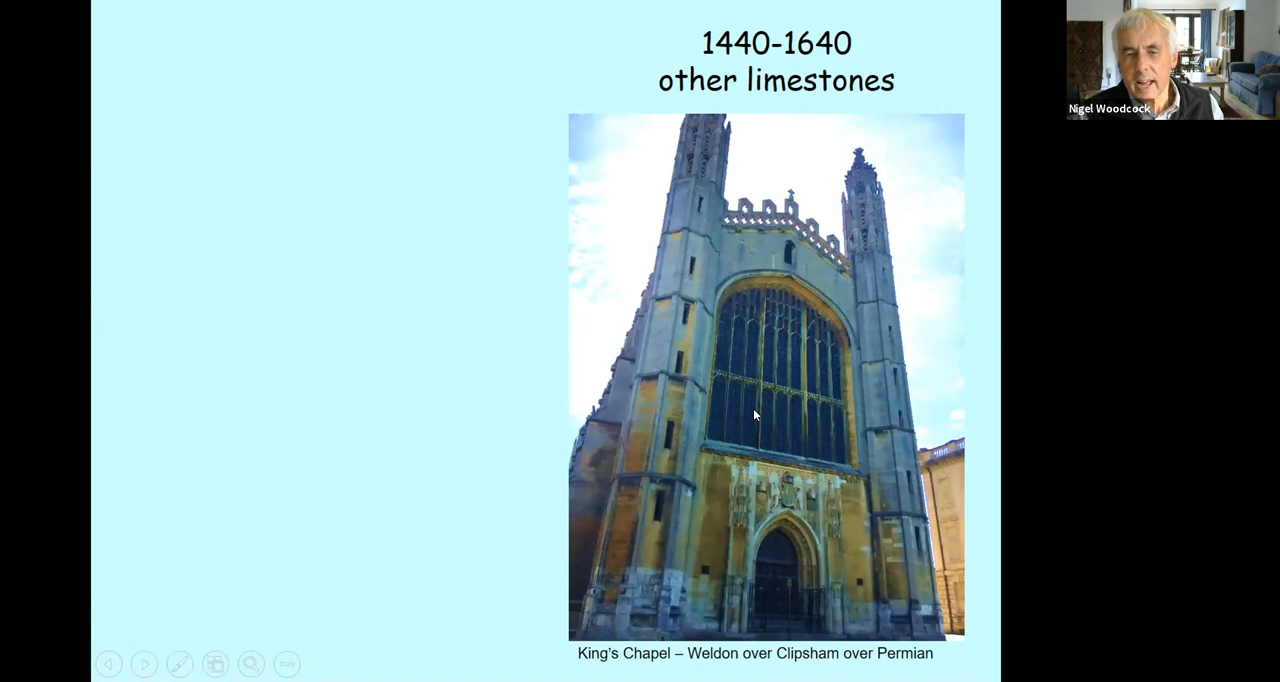 1440-1640
other limestones
Nigel Woodcock
King's Chapel – Weldon over Clipsham over Permian